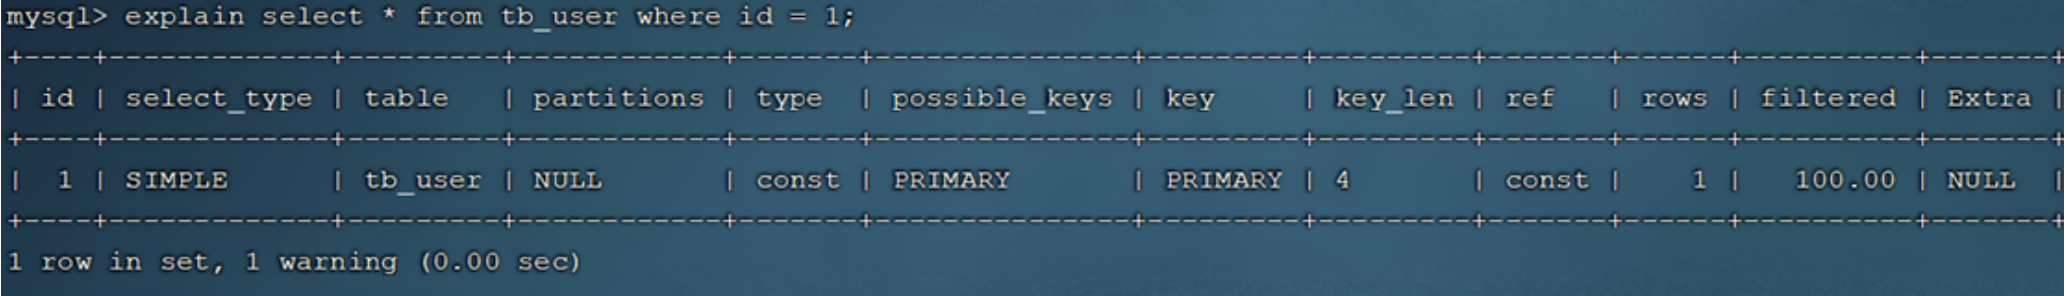 mysql> explain select * from tb_user where id = 1;
+----+-------------+---------+------------+-------+---------------+---------+---------+-------+------+----------+-------+
| id | select_type | table   | partitions | type  | possible_keys | key     | key_len | ref   | rows | filtered | Extra |
+----+-------------+---------+------------+-------+---------------+---------+---------+-------+------+----------+-------+
|  1 | SIMPLE      | tb_user | NULL       | const | PRIMARY       | PRIMARY | 4       | const |    1 |   100.00 | NULL  |
+----+-------------+---------+------------+-------+---------------+---------+---------+-------+------+----------+-------+
1 row in set, 1 warning (0.00 sec)